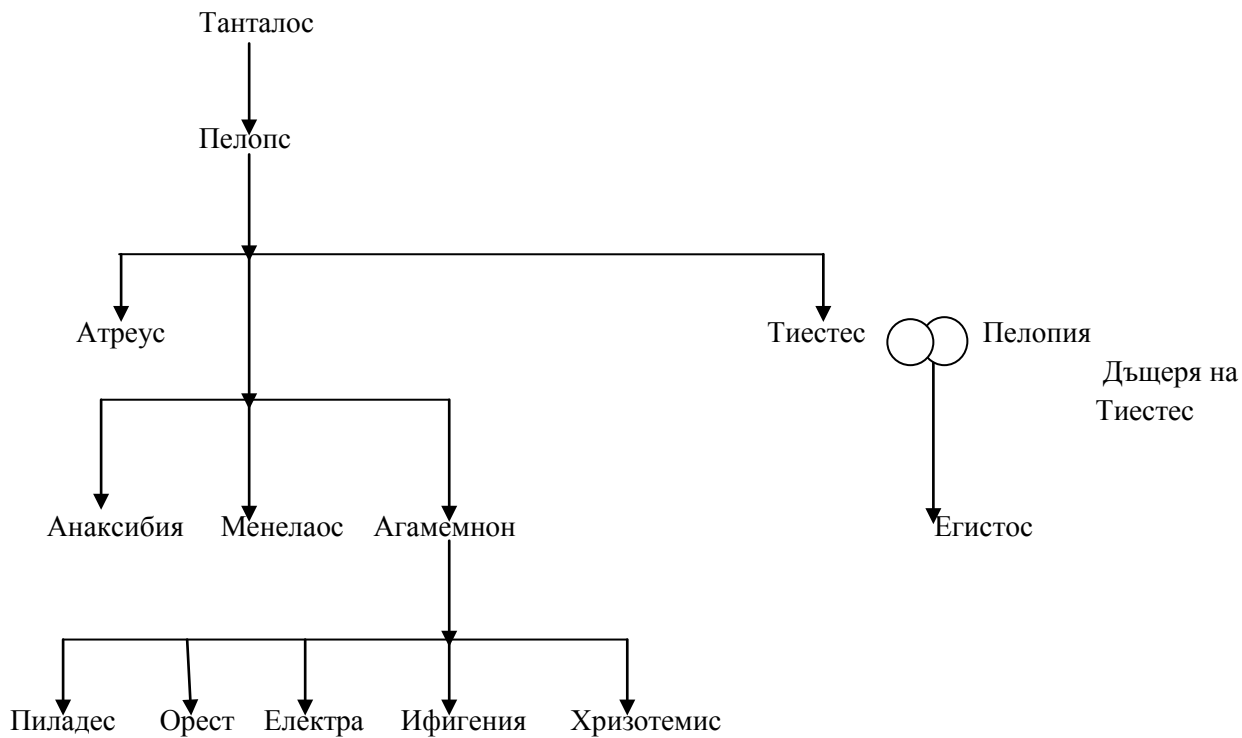 Танталос
Пелопс
Атреус
Тиестес
Пелопия
Дъщеря на
Тиестес
Анаксибия
Менелаос
Агамемнон
Егистос
Пиладес
Орест
Електра
Ифигения
Хризотемис